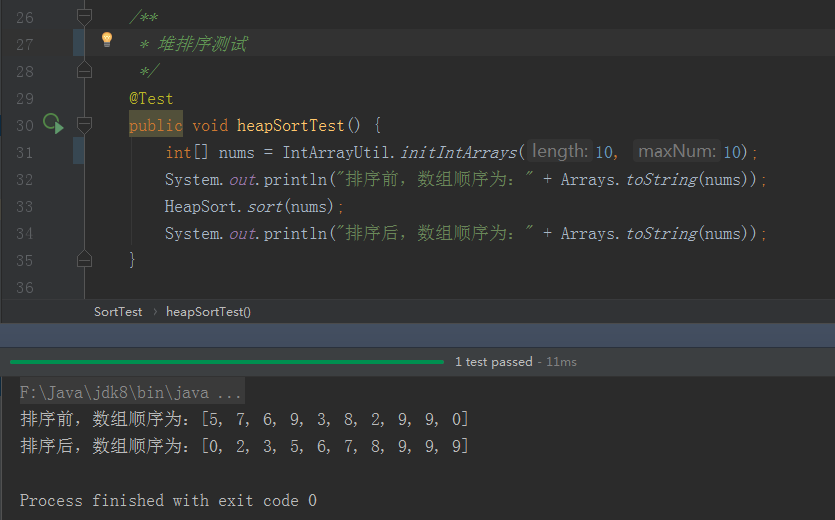 26 /**
27 * 堆排序测试
28 */
29 @Test
30 public void heapSortTest() {
31 int[] nums = IntArrayUtil.initIntArrays( length: 10, maxNum: 10);
32 System.out.println("排序前，数组顺序为：" + Arrays.toString(nums));
33 HeapSort.sort(nums);
34 System.out.println("排序后，数组顺序为：" + Arrays.toString(nums));
35 }
36
SortTest › heapSortTest()
1 test passed - 11ms
F:\Java\jdk8\bin\java ...
排序前，数组顺序为：[5, 7, 6, 9, 3, 8, 2, 9, 9, 0]
排序后，数组顺序为：[0, 2, 3, 5, 6, 7, 8, 9, 9, 9]
Process finished with exit code 0